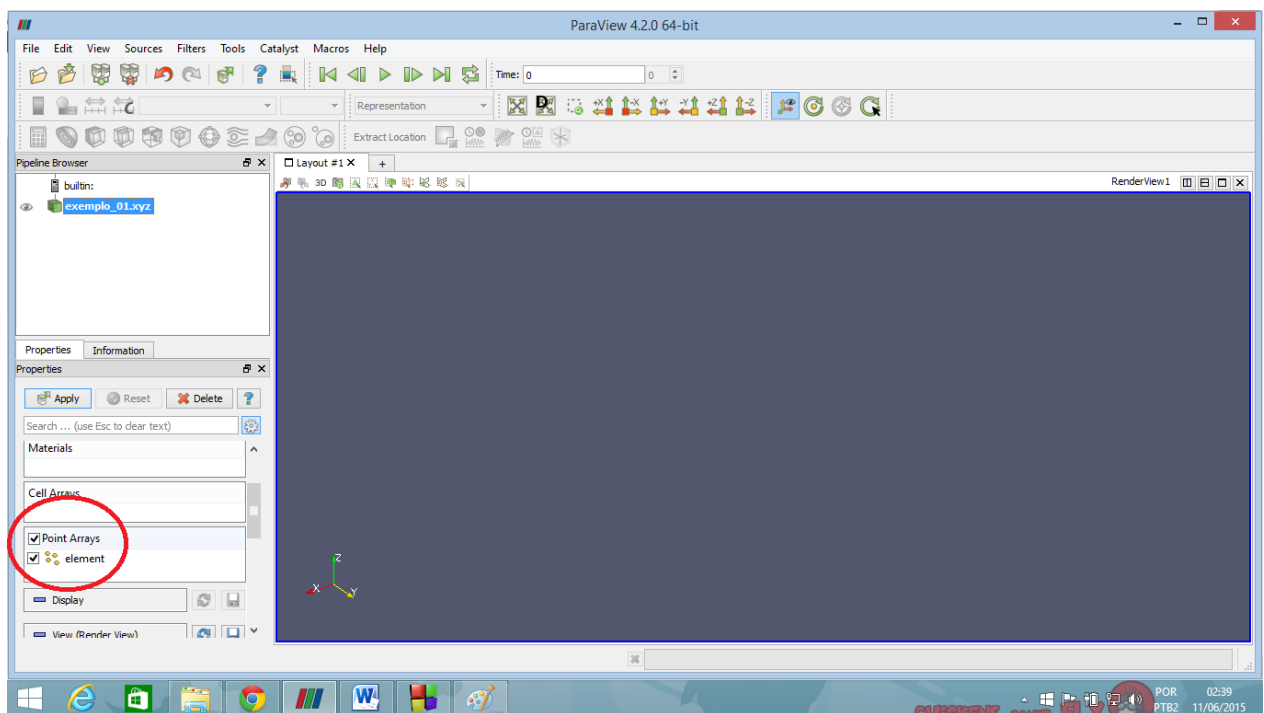 ParaView 4.2.0 64-bit
File Edit View Sources Filters Tools Catalyst Macros Help
Time: 0 0
Representation
Extract Location
Pipeline Browser
Layout #1 +
builtin:
3D
RenderView1
exemplo_01.xyz
Properties Information
Properties
Apply Reset Delete ?
Search ... (use Esc to clear text)
Materials
Cell Arrays
Point Arrays
element
Z
X
Y
Display
View (Render View)
POR 02:39
PTB2 11/06/2015